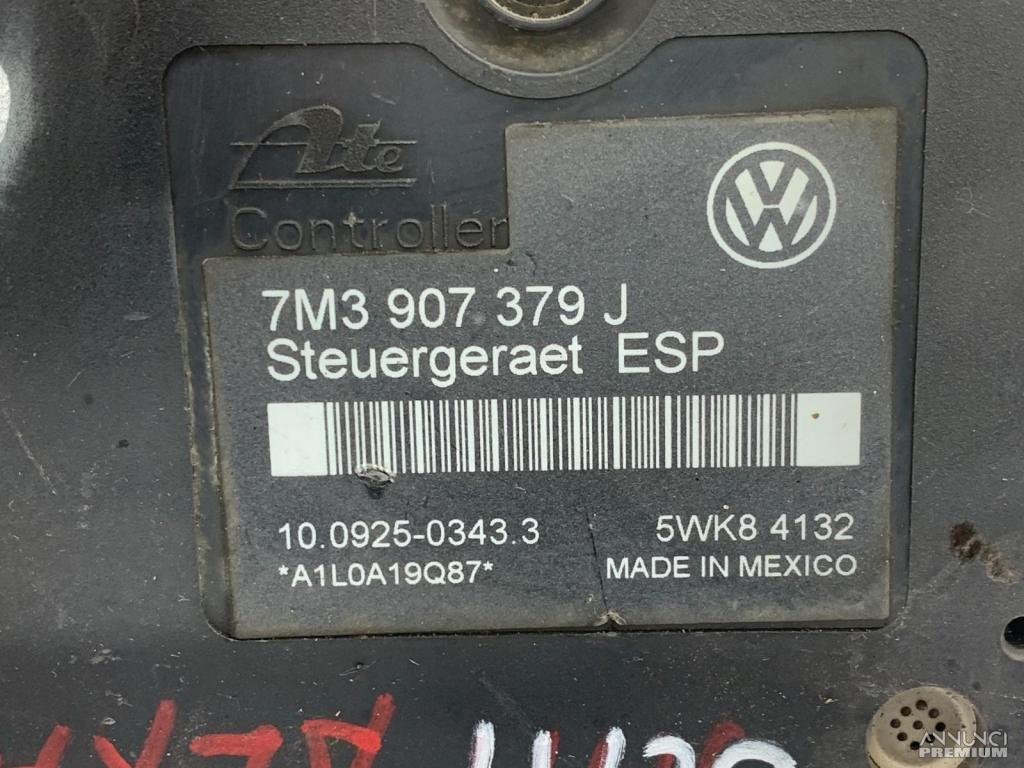 Ate
Controller
7M3 907 379 J
Steuergeraet ESP
10.0925-0343.3
5WK8 4132
*A1L0A19Q87*
MADE IN MEXICO
ANNUNCI
PREMIUM